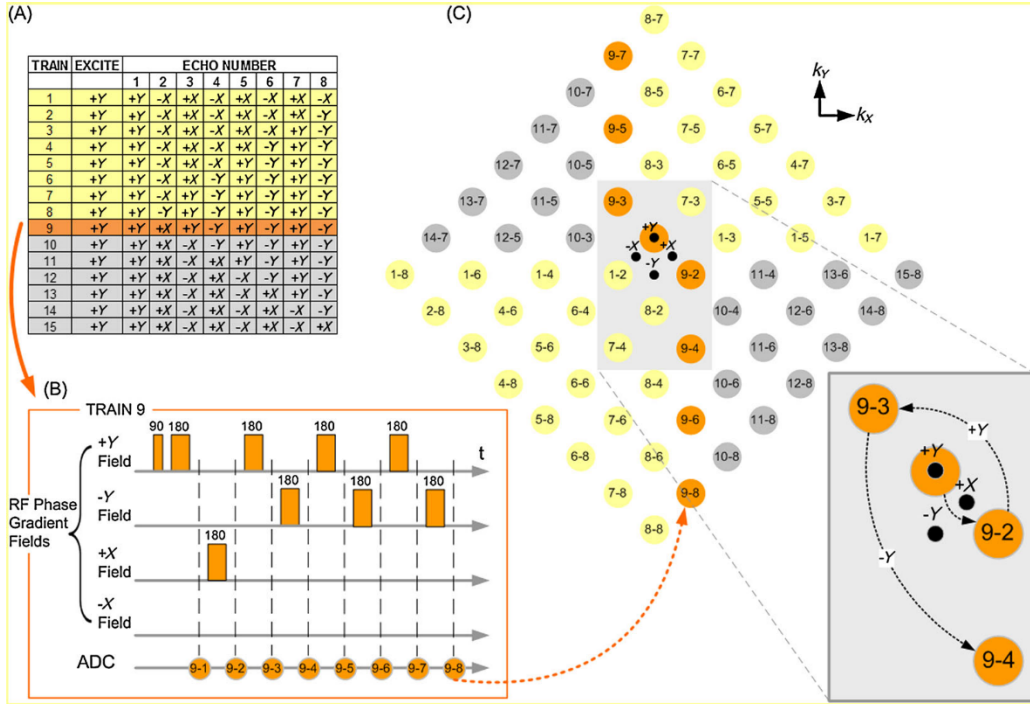 (A)
TRAIN EXCITE ECHO NUMBER
1 2 3 4 5 6 7 8
1 +Y +Y -X +X -X +X -X +X -X
2 +Y +Y -X +X -X +X -X +X -Y
3 +Y +Y -X +X -X +X -X +Y -Y
4 +Y +Y -X +X -X +X -Y +Y -Y
5 +Y +Y -X +X -X +Y -Y +Y -Y
6 +Y +Y -X +X -Y +Y -Y +Y -Y
7 +Y +Y -X +Y -Y +Y -Y +Y -Y
8 +Y +Y -Y +Y -Y +Y -Y +Y -Y
9 +Y +Y +X +Y -Y +Y -Y +Y -Y
10 +Y +Y +X -X -Y +Y -Y +Y -Y
11 +Y +Y +X -X +X +Y -Y +Y -Y
12 +Y +Y +X -X +X -X -Y +Y -Y
13 +Y +Y +X -X +X -X +X +Y -Y
14 +Y +Y +X -X +X -X +X -X -Y
15 +Y +Y +X -X +X -X +X -X +X
(B)
TRAIN 9
RF Phase
Gradient
Fields
+Y
Field
90 180 180 180 180
t
-Y
Field
180 180 180
+X
Field
180
-X
Field
ADC
9-1 9-2 9-3 9-4 9-5 9-6 9-7 9-8
(C)
kY
kX
8-7
9-7 7-7
10-7 8-5 6-7
11-7 9-5 7-5 5-7
12-7 10-5 8-3 6-5 4-7
13-7 11-5 9-3 7-3 5-5 3-7
14-7 12-5 10-3 +Y 1-3 1-5 1-7
-X +X
-Y
1-8 1-6 1-4 1-2 9-2 11-4 13-6 15-8
2-8 4-6 6-4 8-2 10-4 12-6 14-8
3-8 5-6 7-4 9-4 11-6 13-8
4-8 6-6 8-4 10-6 12-8
5-8 7-6 9-6 11-8
6-8 8-6 10-8
7-8 9-8
8-8
9-3
+Y
+Y
+X
-Y
9-2
-Y
9-4